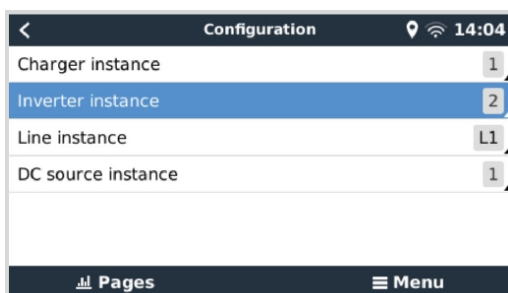 Configuration 14:04
Charger instance 1
Inverter instance 2
Line instance L1
DC source instance 1
Pages Menu